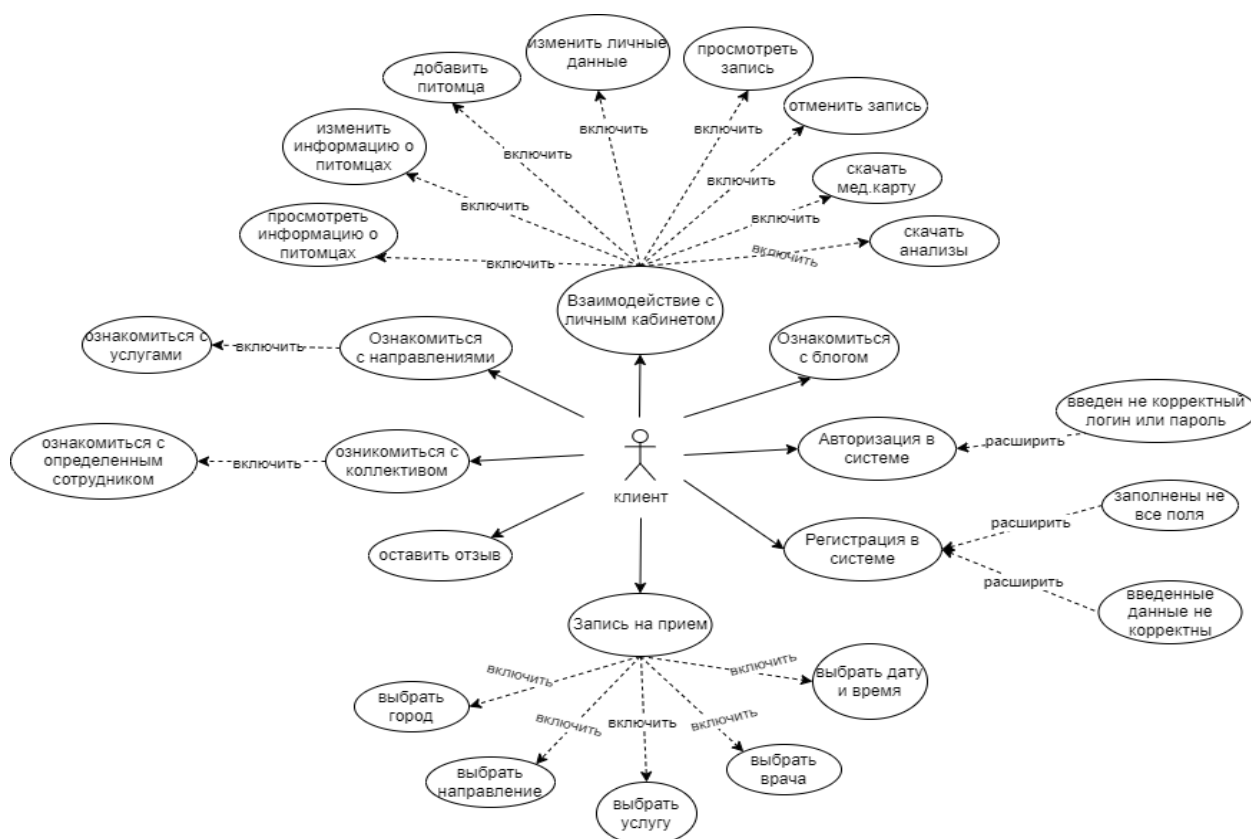 изменить личные
данные
просмотреть
запись
добавить
питомца
отменить запись
включить
включить
изменить
информацию о
питомцах
включить
включить
скачать
мед.карту
включить
включить
просмотреть
информацию о
питомцах
скачать
анализы
включить
включить
Взаимодействие с
личным кабинетом
ознакомиться с
услугами
включить
Ознакомиться
с направлениями
Ознакомиться
с блогом
введен не корректный
логин или пароль
расширить
Авторизация в
системе
ознакомиться с
определенным
сотрудником
включить
озникомиться с
коллективом
клиент
заполнены не
все поля
расширить
Регистрация в
системе
оставить отзыв
расширить
введенные
данные не
корректны
Запись на прием
включить
включить
выбрать дату
и время
выбрать
город
включить
включить
включить
выбрать
направление
выбрать
врача
выбрать
услугу